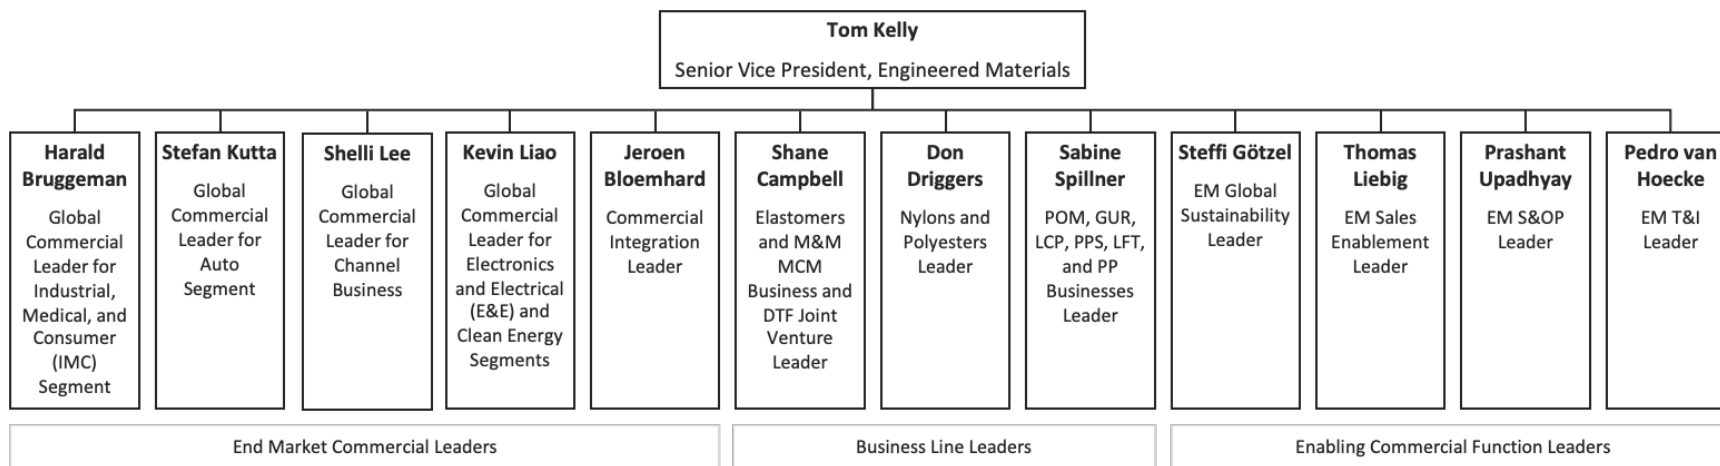 Tom Kelly
Senior Vice President, Engineered Materials
Harald
Bruggeman
Global
Commercial
Leader for
Industrial,
Medical, and
Consumer
(IMC)
Segment
Stefan Kutta
Global
Commercial
Leader for
Auto
Segment
Shelli Lee
Global
Commercial
Leader for
Channel
Business
Kevin Liao
Global
Commercial
Leader for
Electronics
and Electrical
(E&E) and
Clean Energy
Segments
Jeroen
Bloemhard
Commercial
Integration
Leader
Shane
Campbell
Elastomers
and M&M
MCM
Business and
DTF Joint
Venture
Leader
Don
Driggers
Nylons and
Polyesters
Leader
Sabine
Spillner
POM, GUR,
LCP, PPS, LFT,
and PP
Businesses
Leader
Steffi Götzel
EM Global
Sustainability
Leader
Thomas
Liebig
EM Sales
Enablement
Leader
Prashant
Upadhyay
EM S&OP
Leader
Pedro van
Hoecke
EM T&I
Leader
End Market Commercial Leaders
Business Line Leaders
Enabling Commercial Function Leaders